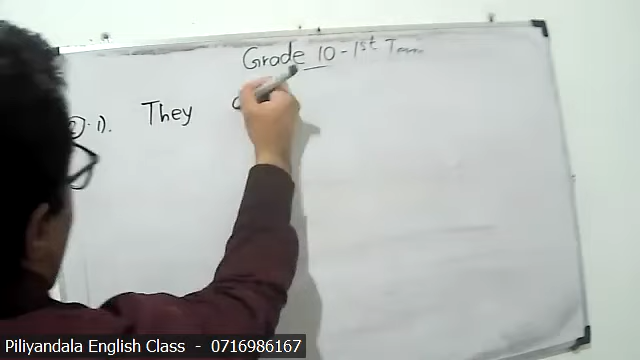 Grade 10 - 1st Term
1). They
Piliyandala English Class - 0716986167